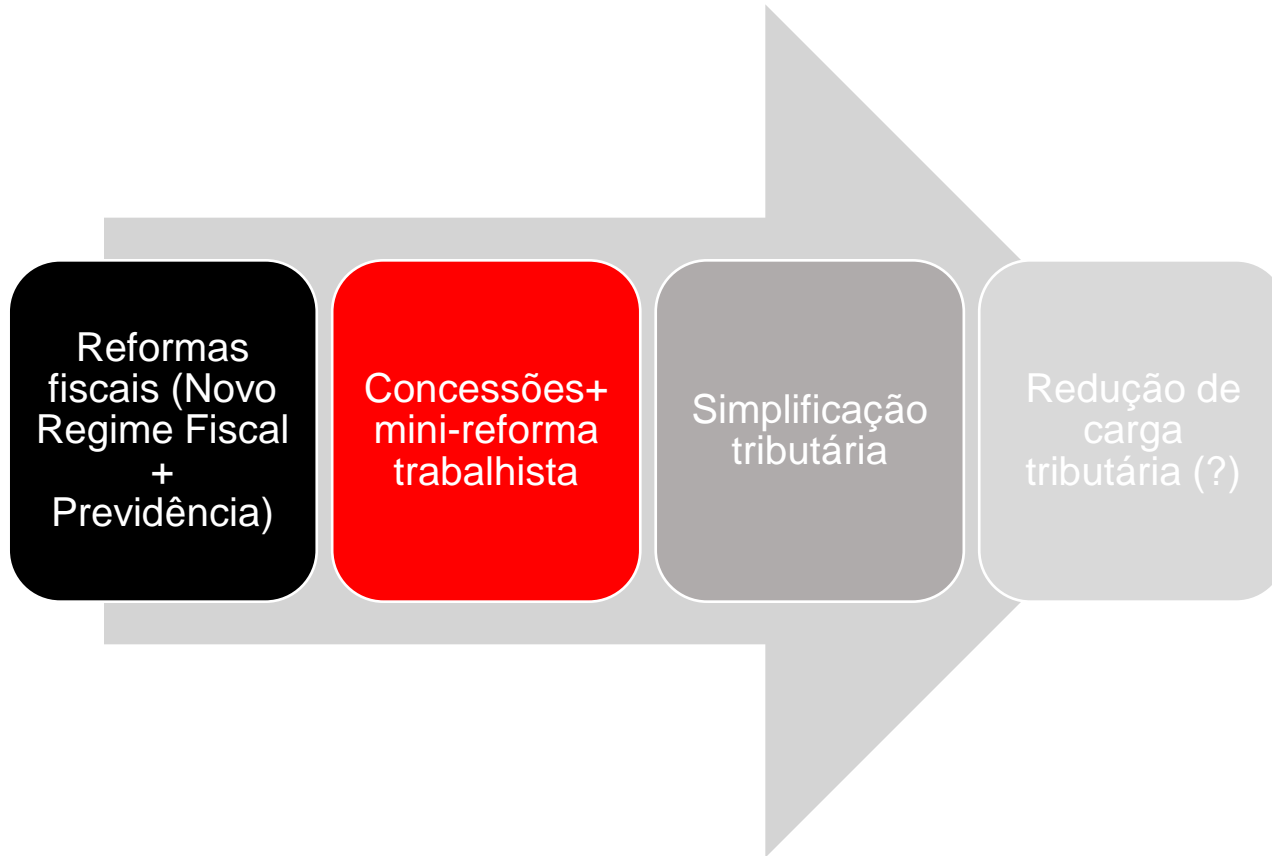 Reformas
fiscais (Novo
Regime Fiscal
+
Previdência)
Concessões+
mini-reforma
trabalhista
Simplificação
tributária
Redução de
carga
tributária (?)